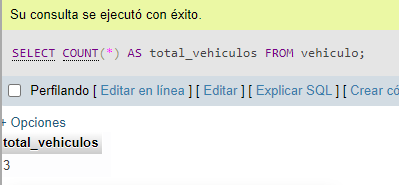 Su consulta se ejecutó con éxito.
SELECT COUNT(*) AS total_vehiculos FROM vehiculo;
Perfilando [ Editar en línea ] [ Editar ] [ Explicar SQL ] [ Crear có
+ Opciones
total_vehiculos
3